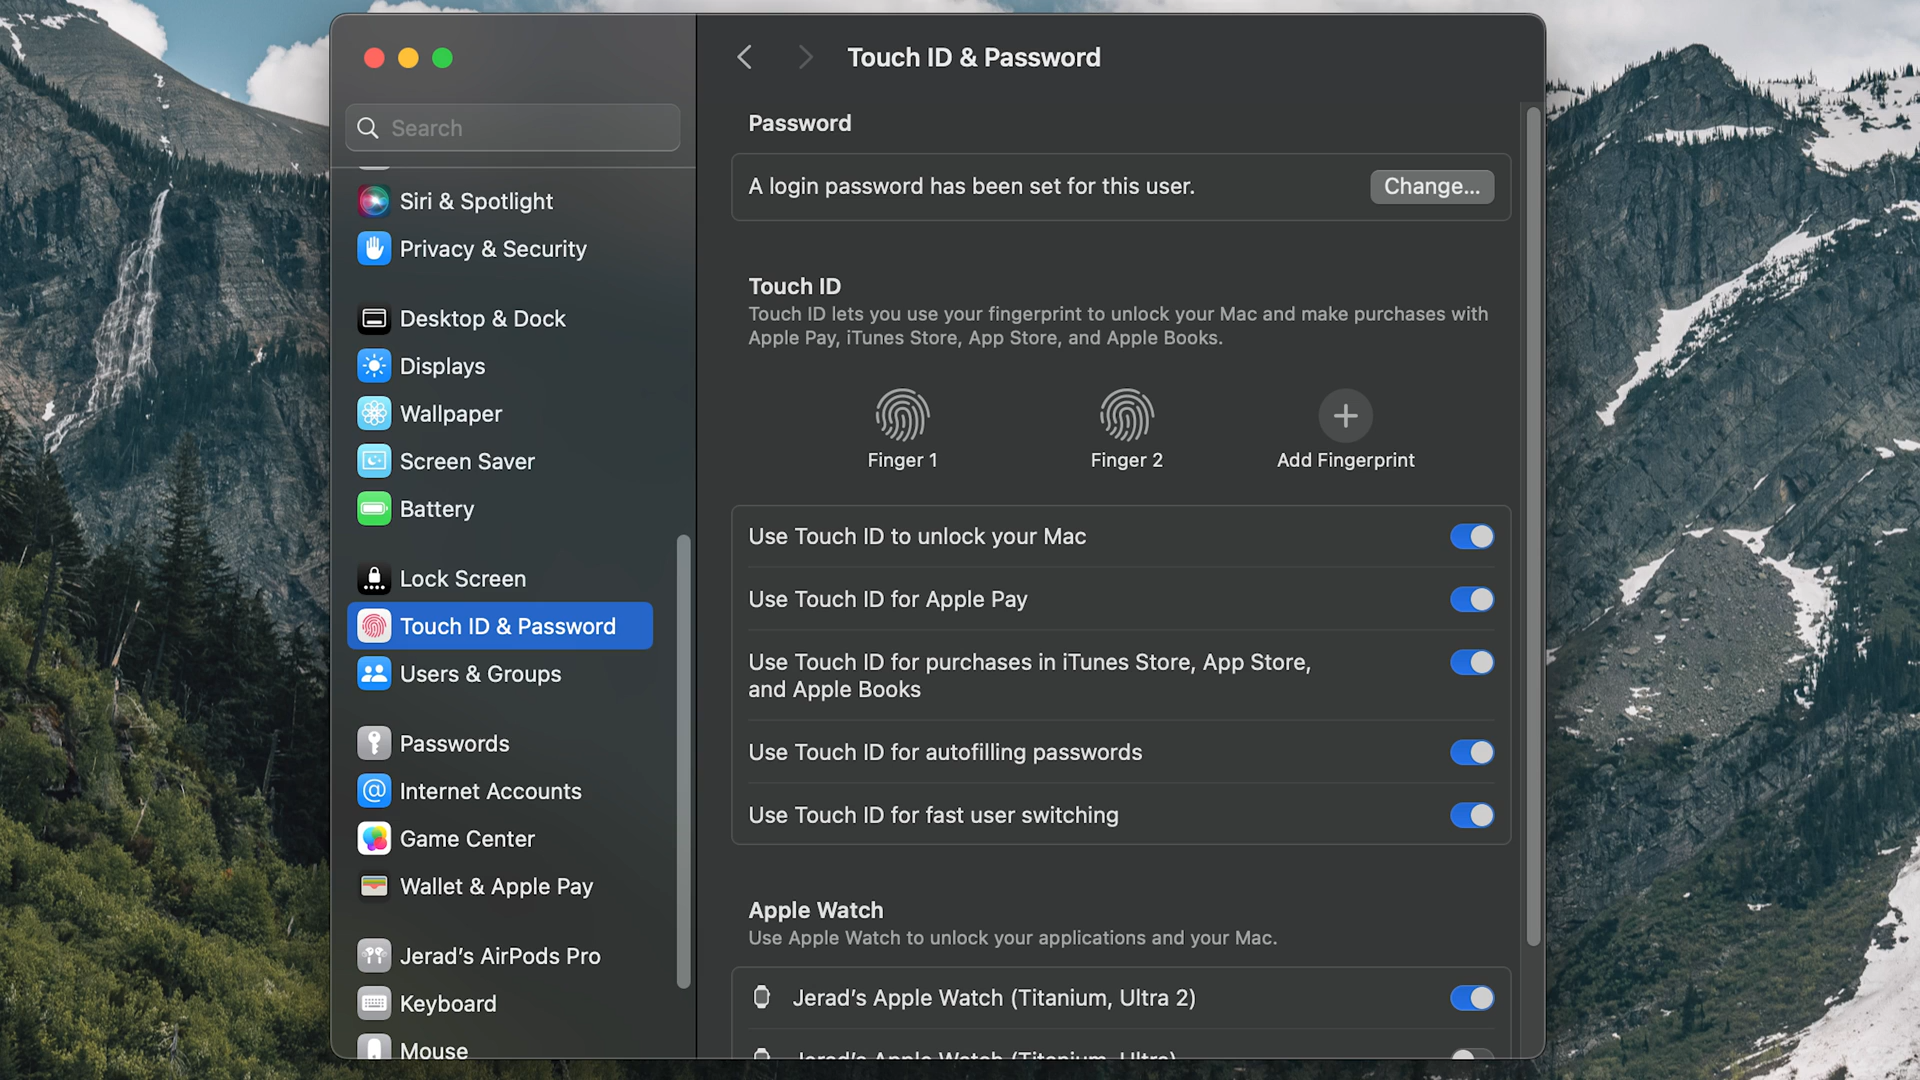 Touch ID & Password
Search
Siri & Spotlight
Privacy & Security
Desktop & Dock
Displays
Wallpaper
Screen Saver
Battery
Lock Screen
Touch ID & Password
Users & Groups
Passwords
Internet Accounts
Game Center
Wallet & Apple Pay
Jerad’s AirPods Pro
Keyboard
Mouse
Password
A login password has been set for this user.
Change...
Touch ID
Touch ID lets you use your fingerprint to unlock your Mac and make purchases with
Apple Pay, iTunes Store, App Store, and Apple Books.
Finger 1
Finger 2
Add Fingerprint
Use Touch ID to unlock your Mac
Use Touch ID for Apple Pay
Use Touch ID for purchases in iTunes Store, App Store,
and Apple Books
Use Touch ID for autofilling passwords
Use Touch ID for fast user switching
Apple Watch
Use Apple Watch to unlock your applications and your Mac.
Jerad’s Apple Watch (Titanium, Ultra 2)
Jerad’s Apple Watch (Titanium, Ultra)